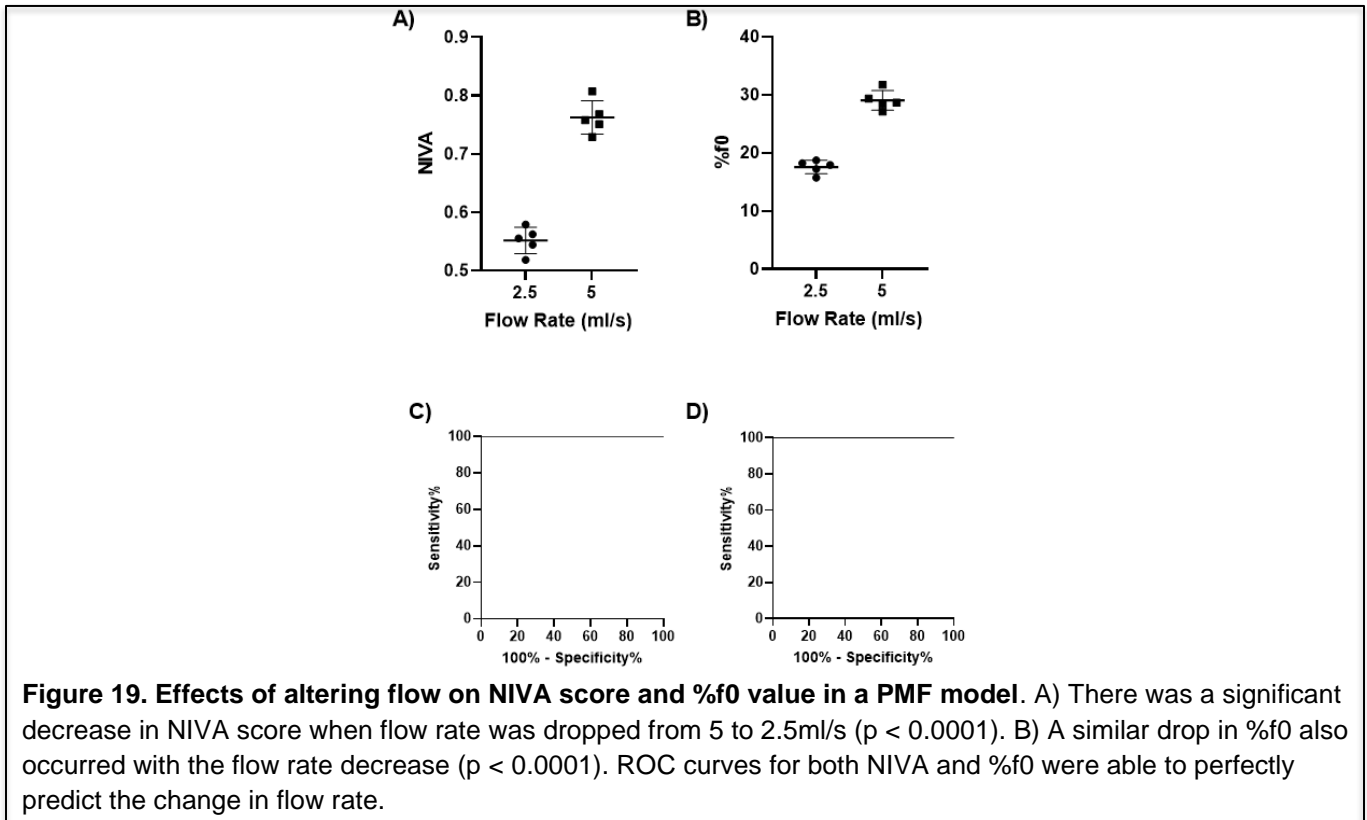 A)
0.9
0.8
0.7
0.6
0.5
NIVA
2.5
5
Flow Rate (ml/s)
B)
40
30
20
10
0
%f0
2.5
5
Flow Rate (ml/s)
C)
100
80
60
40
20
0
Sensitivity%
0 20 40 60 80 100
100% - Specificity%
D)
100
80
60
40
20
0
Sensitivity%
0 20 40 60 80 100
100% - Specificity%
Figure 19. Effects of altering flow on NIVA score and %f0 value in a PMF model. A) There was a significant
decrease in NIVA score when flow rate was dropped from 5 to 2.5ml/s (p < 0.0001). B) A similar drop in %f0 also
occurred with the flow rate decrease (p < 0.0001). ROC curves for both NIVA and %f0 were able to perfectly
predict the change in flow rate.